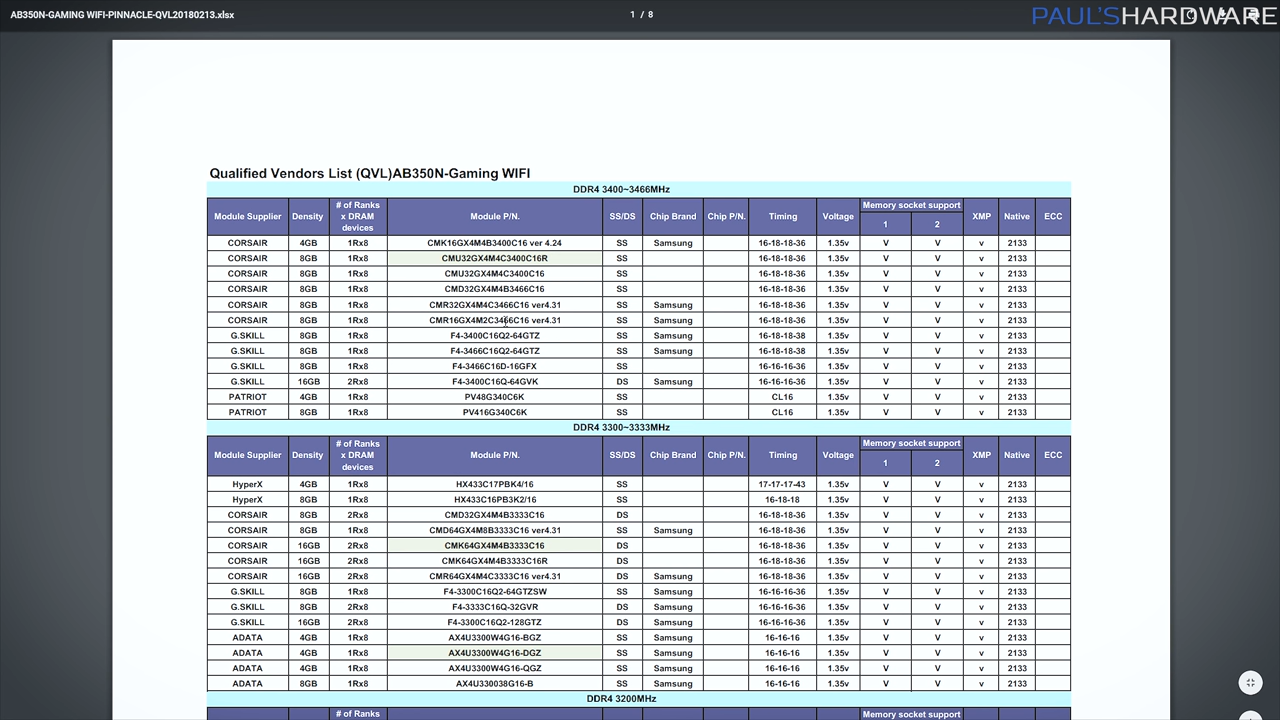 AB350N-GAMING WIFI-PINNACLE-QVL20180213.xlsx 1 / 8 PAUL'SHARDWARE
Qualified Vendors List (QVL)AB350N-Gaming WIFI
DDR4 3400~3466MHz
Module Supplier Density # of Ranks x DRAM devices Module P/N. SS/DS Chip Brand Chip P/N. Timing Voltage Memory socket support 1 2 XMP Native ECC
CORSAIR 4GB 1Rx8 CMK16GX4M4B3400C16 ver 4.24 SS Samsung 16-18-18-36 1.35v V V v 2133
CORSAIR 8GB 1Rx8 CMU32GX4M4C3400C16R SS 16-18-18-36 1.35v V V v 2133
CORSAIR 8GB 1Rx8 CMU32GX4M4C3400C16 SS 16-18-18-36 1.35v V V v 2133
CORSAIR 8GB 1Rx8 CMD32GX4M4B3466C16 SS 16-18-18-36 1.35v V V v 2133
CORSAIR 8GB 1Rx8 CMR32GX4M4C3466C16 ver4.31 SS Samsung 16-18-18-36 1.35v V V v 2133
CORSAIR 8GB 1Rx8 CMR16GX4M2C3466C16 ver4.31 SS Samsung 16-18-18-36 1.35v V V v 2133
G.SKILL 8GB 1Rx8 F4-3400C16Q2-64GTZ SS Samsung 16-18-18-38 1.35v V V v 2133
G.SKILL 8GB 1Rx8 F4-3466C16Q2-64GTZ SS Samsung 16-18-18-38 1.35v V V v 2133
G.SKILL 8GB 1Rx8 F4-3466C16D-16GFX SS 16-16-16-36 1.35v V V v 2133
G.SKILL 16GB 2Rx8 F4-3400C16Q-64GVK DS Samsung 16-16-16-36 1.35v V V v 2133
PATRIOT 4GB 1Rx8 PV48G340C6K SS CL16 1.35v V V v 2133
PATRIOT 8GB 1Rx8 PV416G340C6K SS CL16 1.35v V V v 2133
DDR4 3300~3333MHz
Module Supplier Density # of Ranks x DRAM devices Module P/N. SS/DS Chip Brand Chip P/N. Timing Voltage Memory socket support 1 2 XMP Native ECC
HyperX 4GB 1Rx8 HX433C17PBK4/16 SS 17-17-17-43 1.35v V V v 2133
HyperX 8GB 1Rx8 HX433C16PB3K2/16 SS 16-18-18 1.35v V V v 2133
CORSAIR 8GB 2Rx8 CMD32GX4M4B3333C16 DS 16-18-18-36 1.35v V V v 2133
CORSAIR 8GB 1Rx8 CMD64GX4M8B3333C16 ver4.31 SS Samsung 16-18-18-36 1.35v V V v 2133
CORSAIR 16GB 2Rx8 CMK64GX4M4B3333C16 DS 16-18-18-36 1.35v V V v 2133
CORSAIR 16GB 2Rx8 CMK64GX4M4B3333C16R DS 16-18-18-36 1.35v V V v 2133
CORSAIR 16GB 2Rx8 CMR64GX4M4C3333C16 ver4.31 DS Samsung 16-18-18-36 1.35v V V v 2133
G.SKILL 8GB 1Rx8 F4-3300C16Q2-64GTZSW SS Samsung 16-16-16-36 1.35v V V v 2133
G.SKILL 8GB 2Rx8 F4-3333C16Q-32GVR DS Samsung 16-16-16-36 1.35v V V v 2133
G.SKILL 16GB 2Rx8 F4-3300C16Q2-128GTZ DS Samsung 16-16-16-36 1.35v V V v 2133
ADATA 4GB 1Rx8 AX4U3300W4G16-BGZ SS Samsung 16-16-16 1.35v V V v 2133
ADATA 4GB 1Rx8 AX4U3300W4G16-DGZ SS Samsung 16-16-16 1.35v V V v 2133
ADATA 4GB 1Rx8 AX4U3300W4G16-QGZ SS Samsung 16-16-16 1.35v V V v 2133
ADATA 8GB 1Rx8 AX4U330038G16-B SS Samsung 16-16-16 1.35v V V v 2133
DDR4 3200MHz
# of Ranks Memory socket support